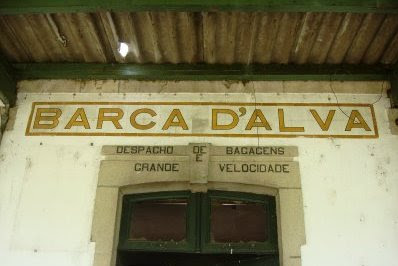 BARCA D'ALVA
DESPACHO DE BAGAGENS
E
GRANDE VELOCIDADE